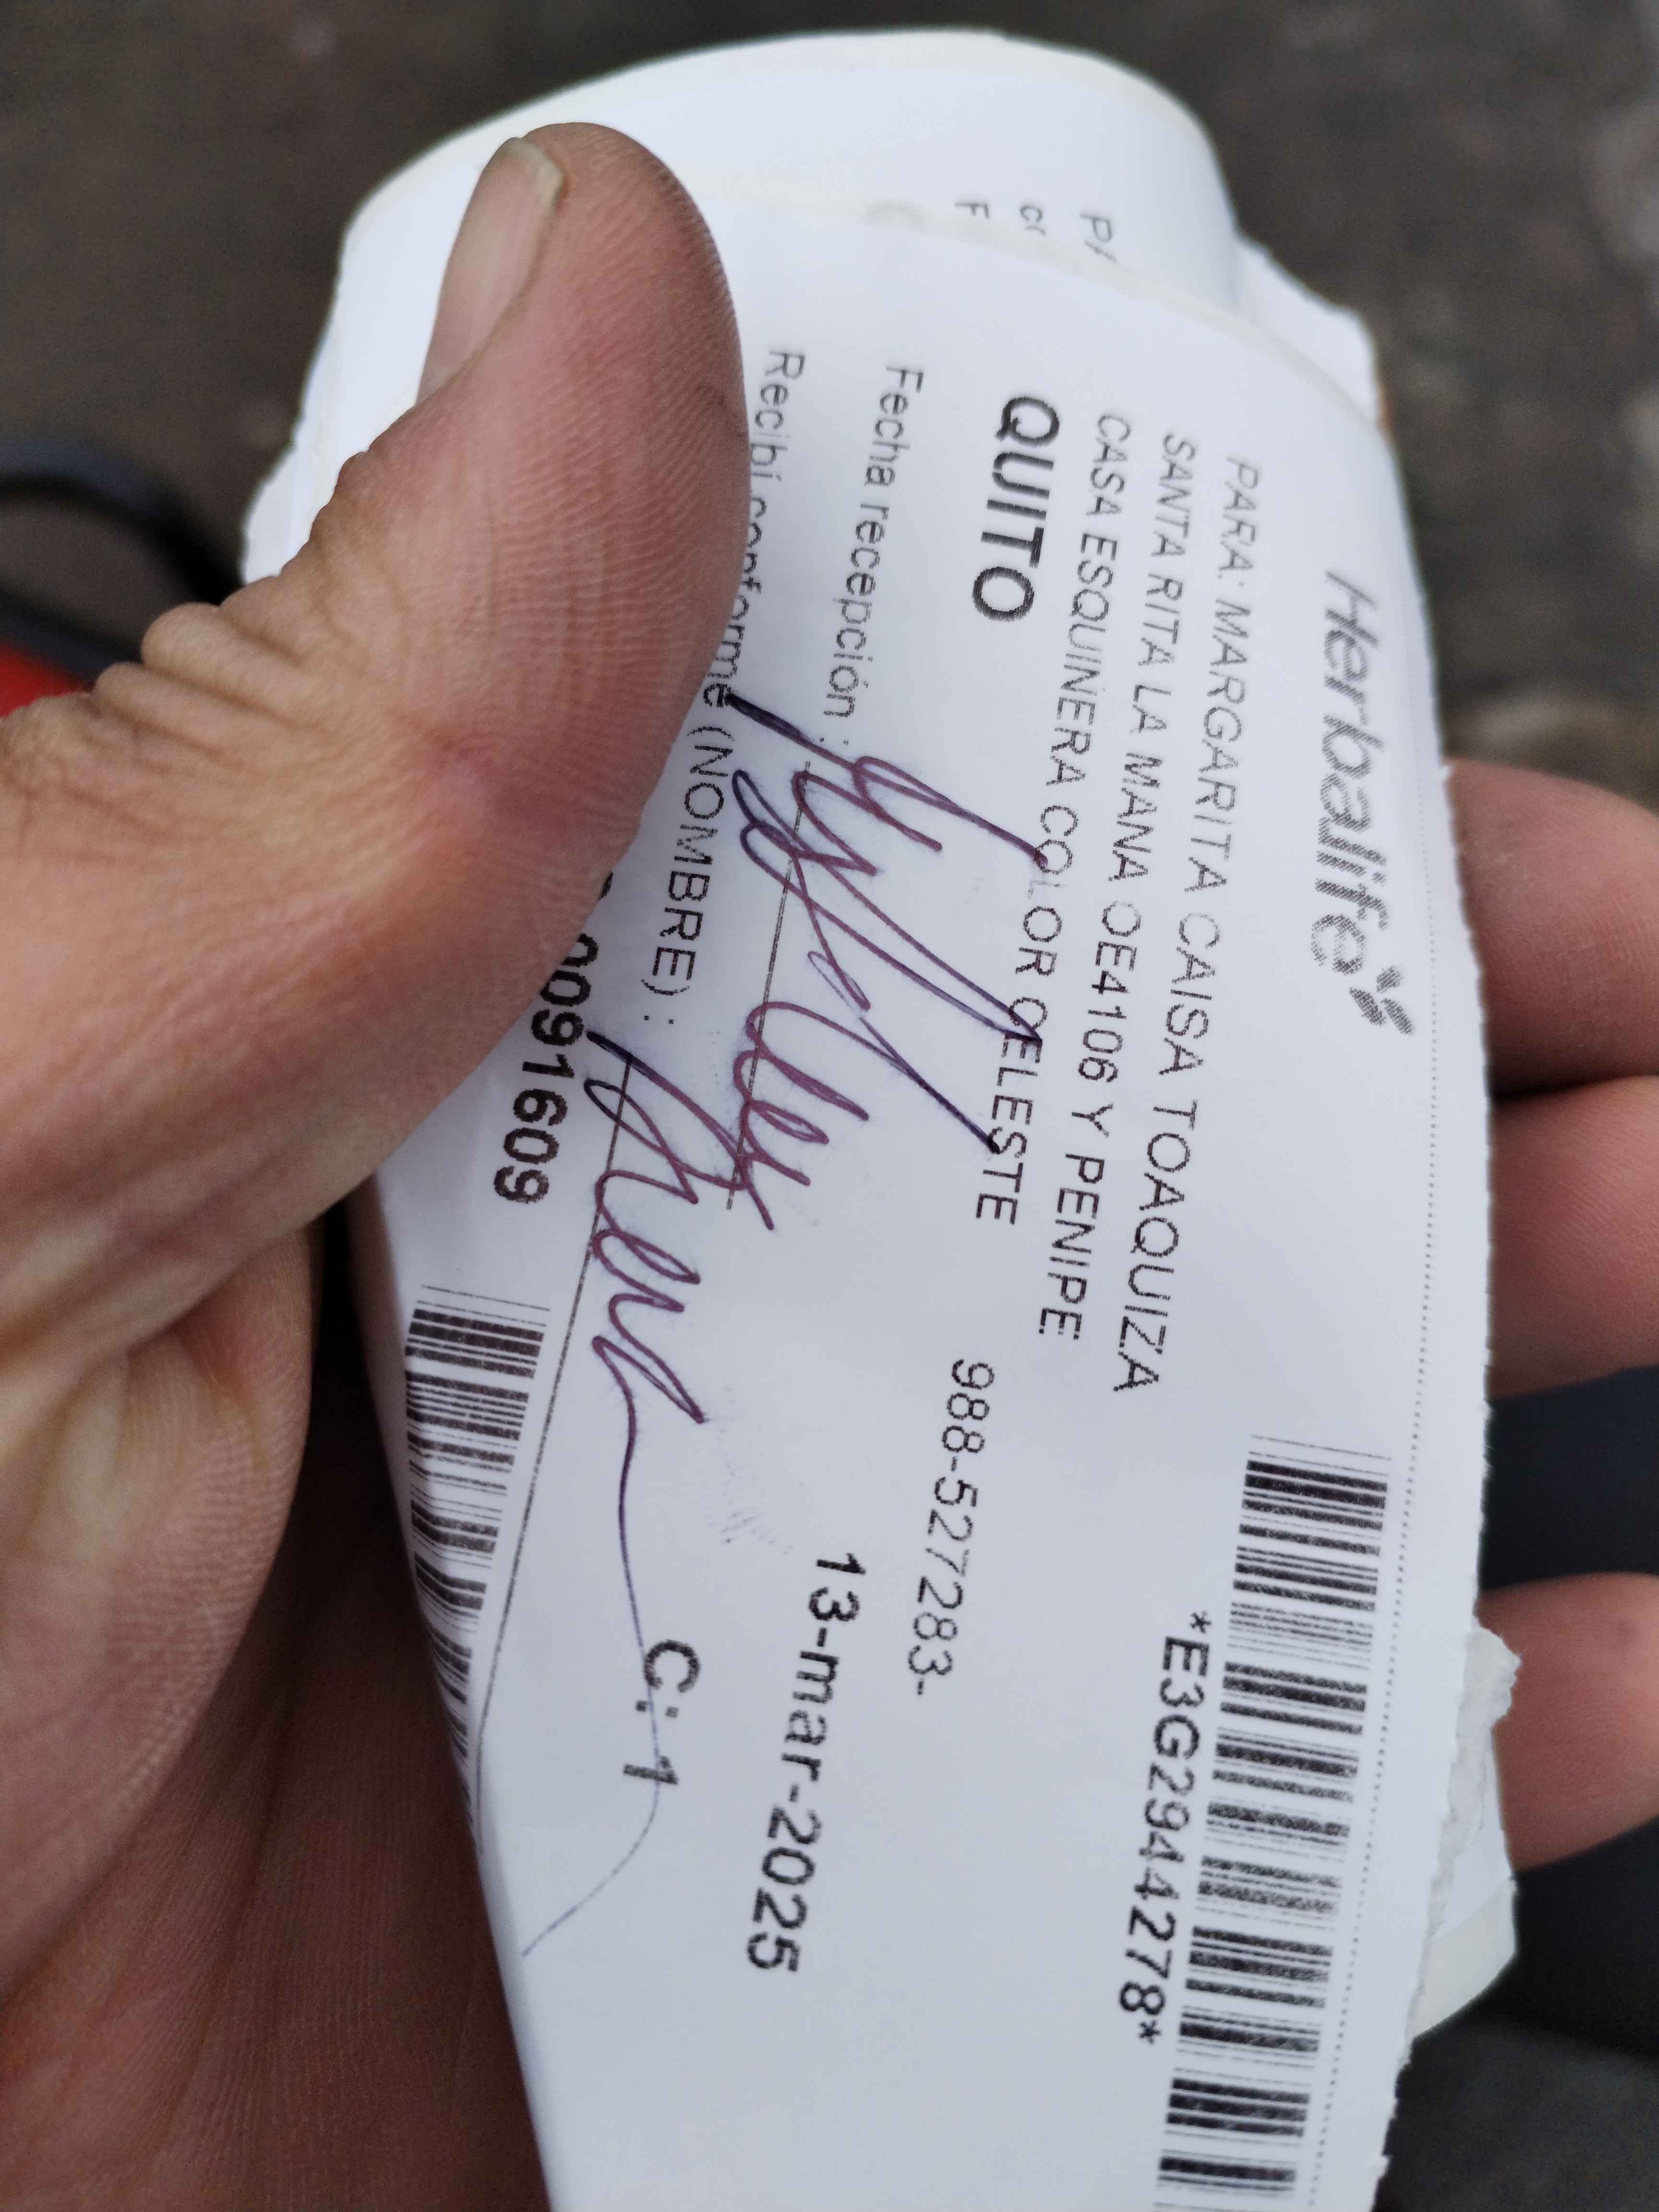 Herbalife
*E3G2944278*
PARA: MARGARITA CAISA TOAQUIZA
SANTA RITA LA MANA OE4106 Y PENIPE
CASA ESQUINERA COLOR CELESTE
QUITO
988-527283-
Fecha recepción :
13-mar-2025
Recibí conforme (NOMBRE) :
C: 1
0091609